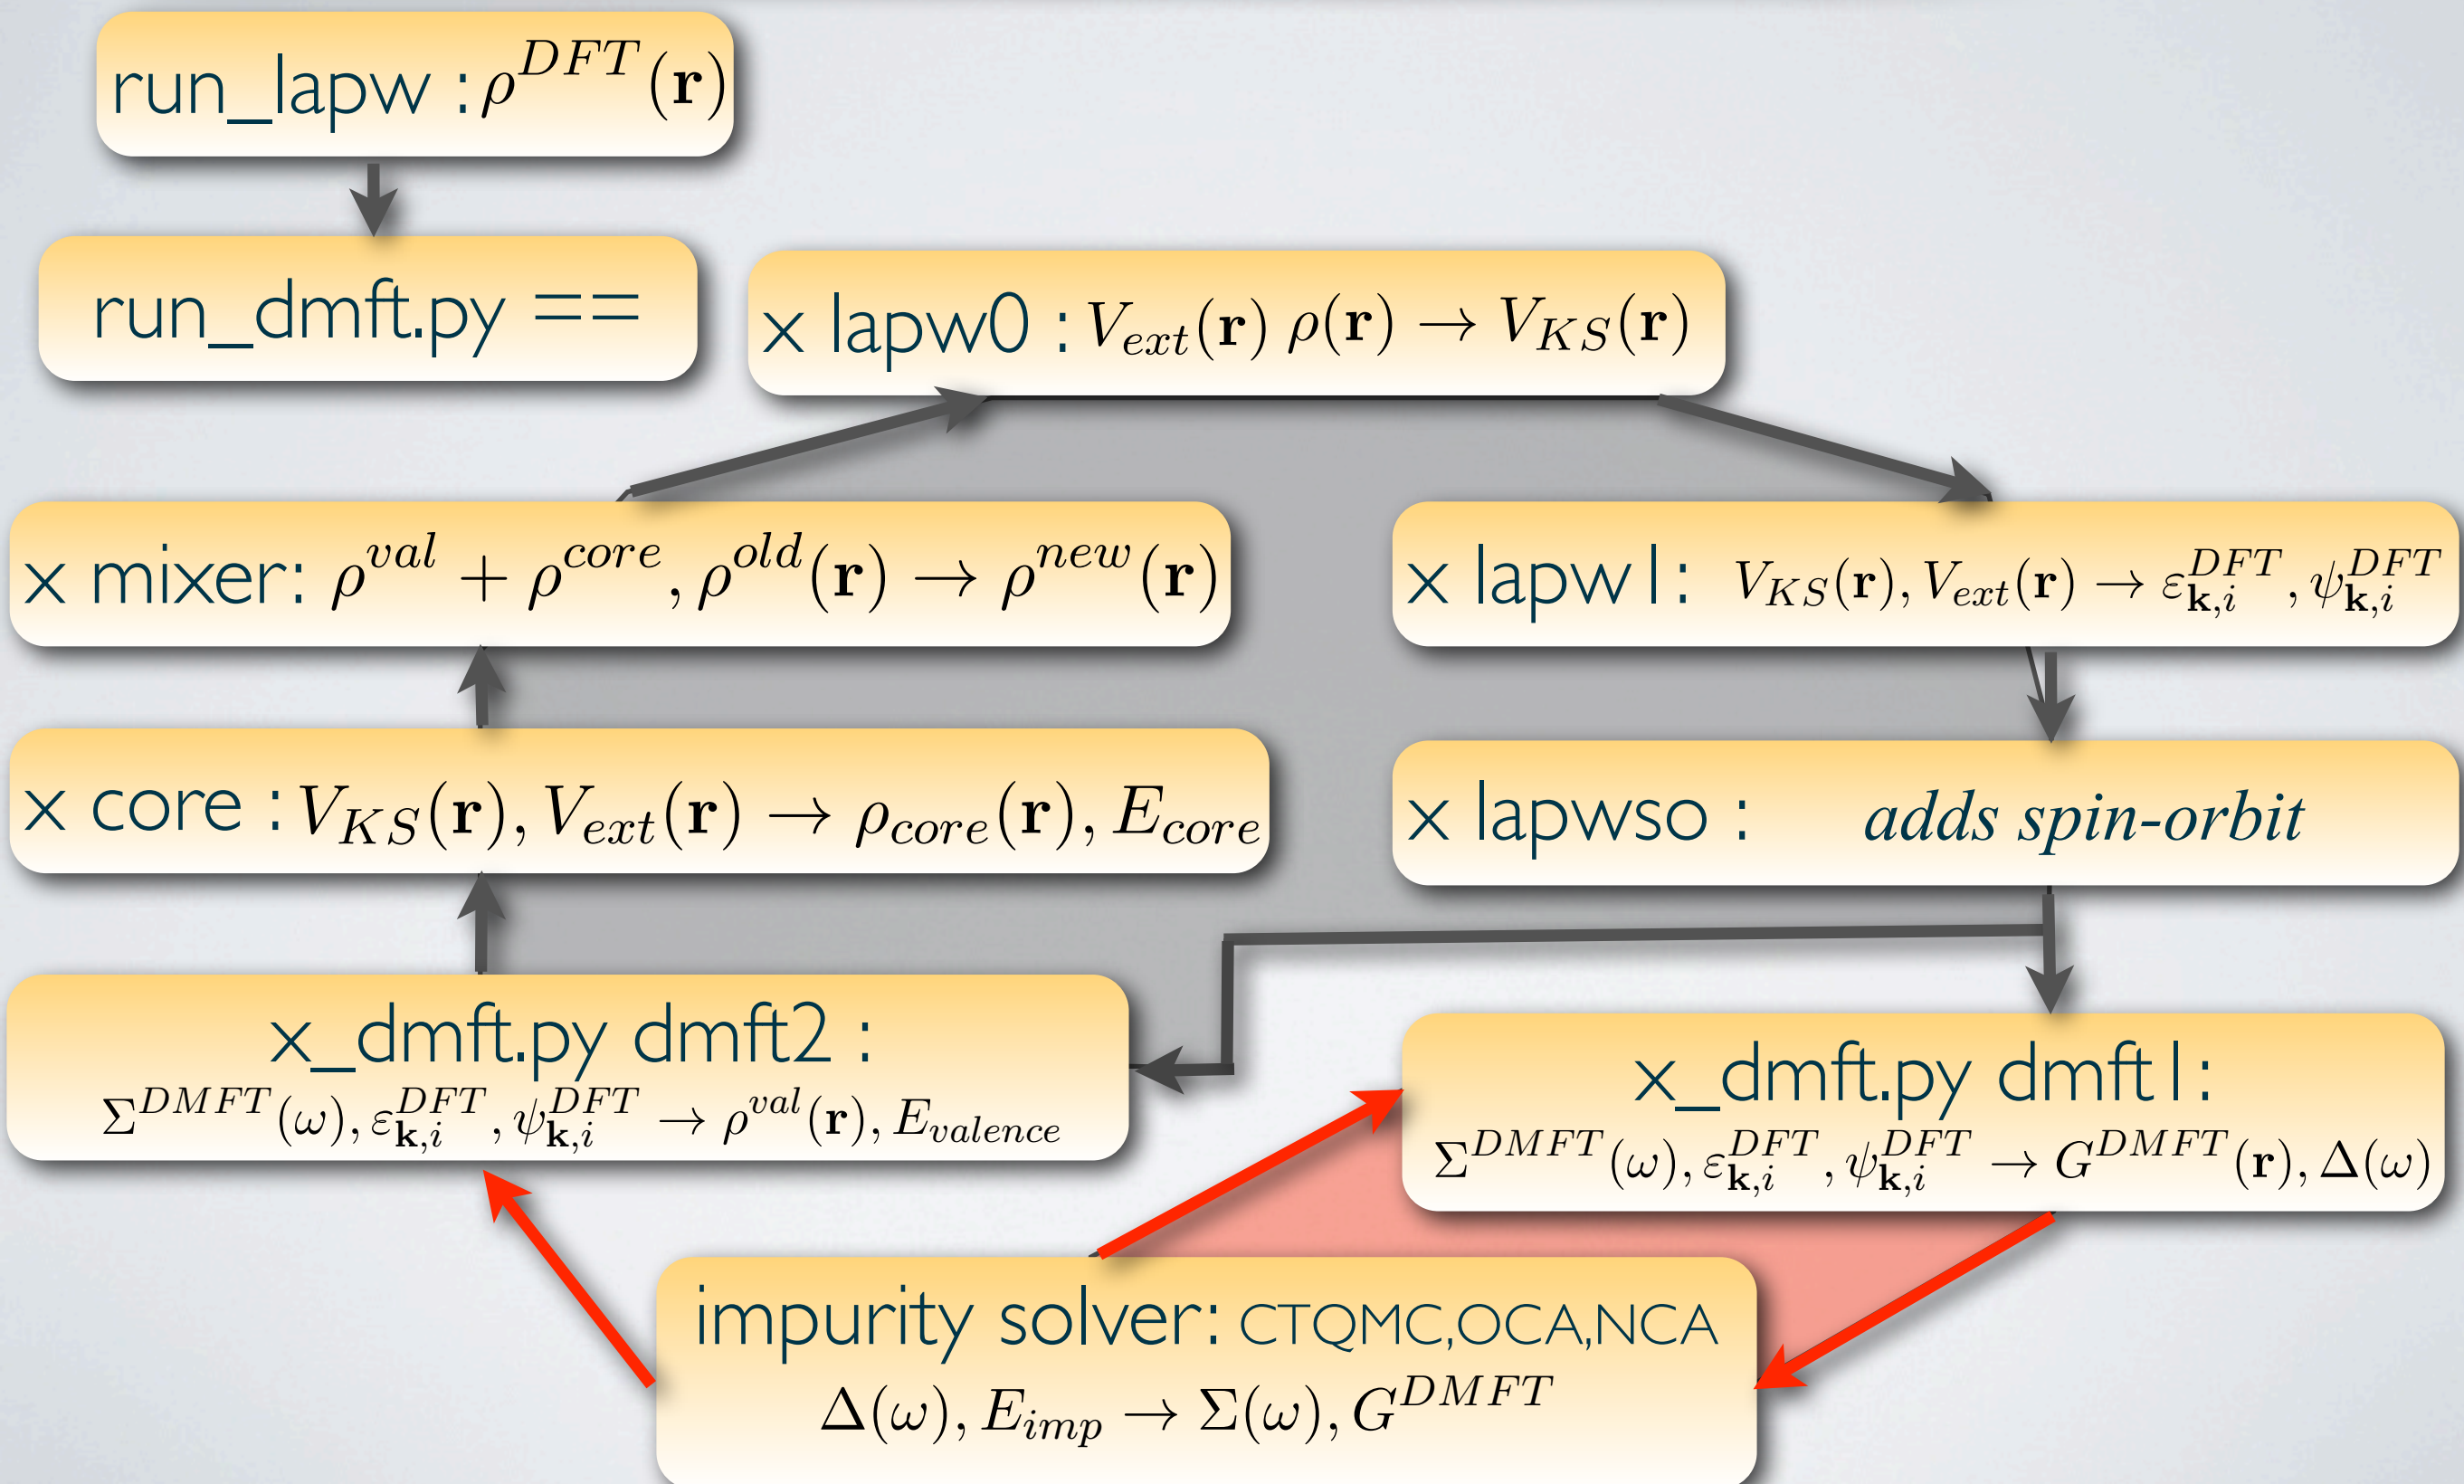 run_lapw : ρ^{DFT}(𝐫)
run_dmft.py ==
x lapw0 : V_{ext}(𝐫) ρ(𝐫) → V_{KS}(𝐫)
x mixer: ρ^{val} + ρ^{core}, ρ^{old}(𝐫) → ρ^{new}(𝐫)
x lapw1: V_{KS}(𝐫), V_{ext}(𝐫) → ε^{DFT}_{𝐤,i}, ψ^{DFT}_{𝐤,i}
x core : V_{KS}(𝐫), V_{ext}(𝐫) → ρ_{core}(𝐫), E_{core}
x lapwso : adds spin-orbit
x_dmft.py dmft2 :
Σ^{DMFT}(ω), ε^{DFT}_{𝐤,i}, ψ^{DFT}_{𝐤,i} → ρ^{val}(𝐫), E_{valence}
x_dmft.py dmft1:
Σ^{DMFT}(ω), ε^{DFT}_{𝐤,i}, ψ^{DFT}_{𝐤,i} → G^{DMFT}(𝐫), Δ(ω)
impurity solver: CTQMC,OCA,NCA
Δ(ω), E_{imp} → Σ(ω), G^{DMFT}